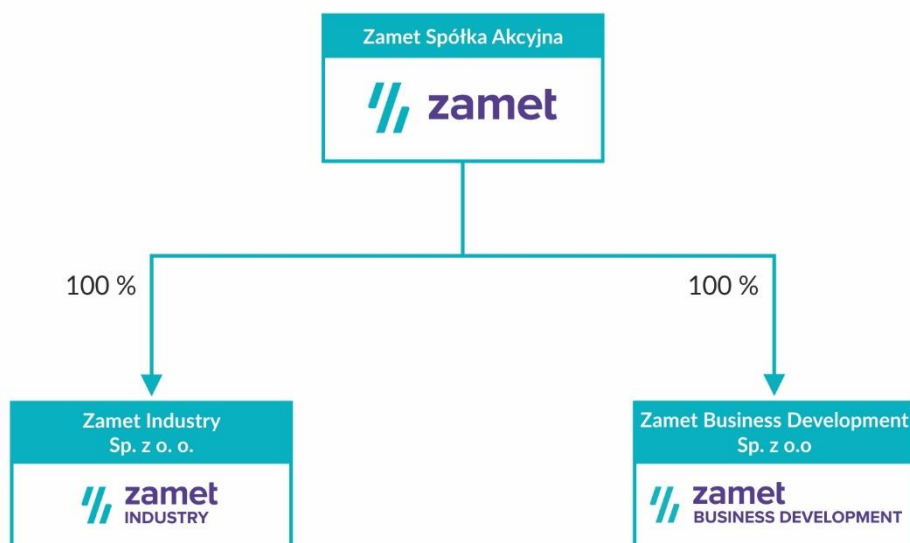 Zamet Spółka Akcyjna
zamet
100 %
100 %
Zamet Industry
Sp. z o. o.
zamet
INDUSTRY
Zamet Business Development
Sp. z o.o
zamet
BUSINESS DEVELOPMENT